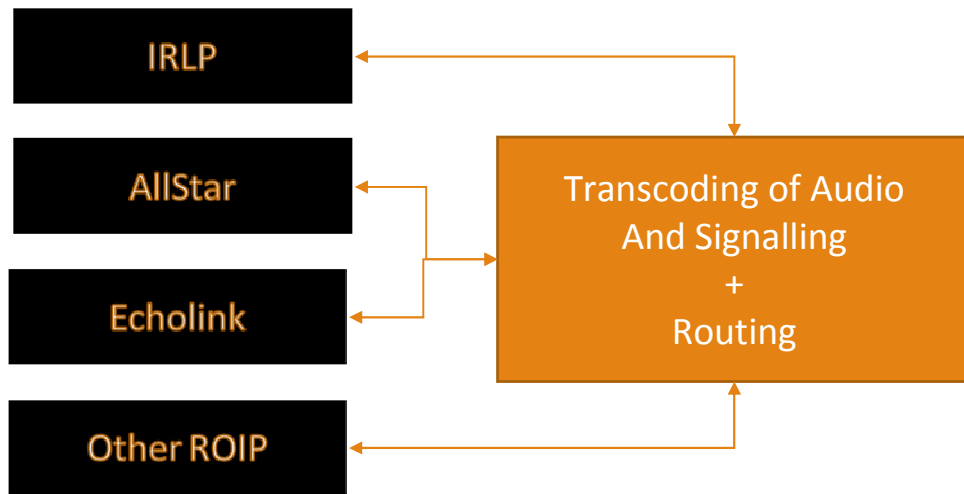 IRLP
AllStar
Echolink
Other ROIP
Transcoding of Audio
And Signalling
+
Routing